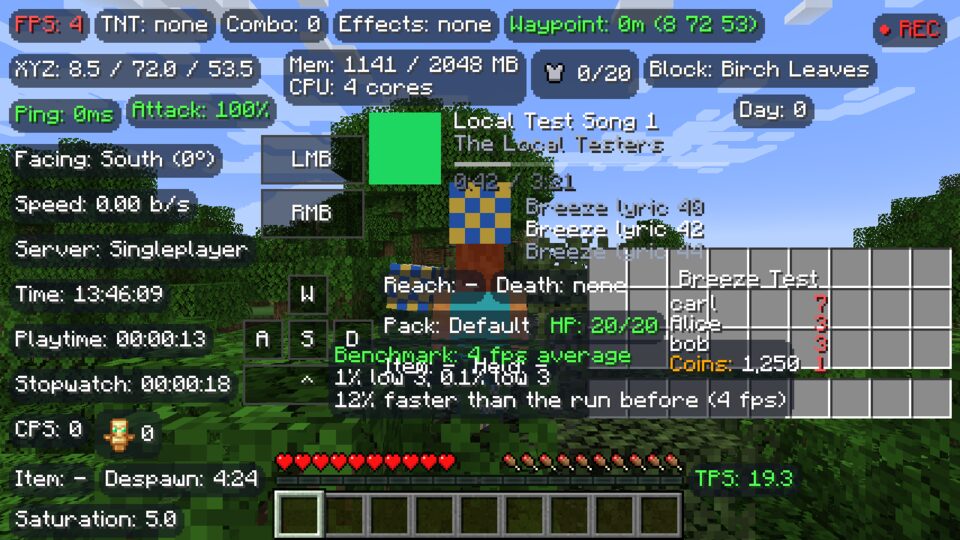 FPS: 4
TNT: none
Combo: 0
Effects: none
Waypoint: 0m (8 72 53)
● REC
XYZ: 8.5 / 72.0 / 53.5
Mem: 1141 / 2048 MB
CPU: 4 cores
0/20
Block: Birch Leaves
Ping: 0ms
Attack: 100%
Day: 0
Local Test Song 1
The Local Testers
0:42 / 3:21
Facing: South (0°)
LMB
RMB
Speed: 0.00 b/s
Breeze lyric 40
Breeze lyric 42
Breeze lyric 44
Server: Singleplayer
Reach: - Death: none
Breeze Test
Time: 13:46:09
W
carl 7
Alice 3
bob 3
Coins: 1,250 1
Pack: Default
HP: 20/20
Playtime: 00:00:13
A
S
D
Benchmark: 4 fps average
Item: - Held: -
1% low 3, 0.1% low 3
12% faster than the run before (4 fps)
Stopwatch: 00:00:18
^
CPS: 0
0
Item: - Despawn: 4:24
TPS: 19.3
Saturation: 5.0